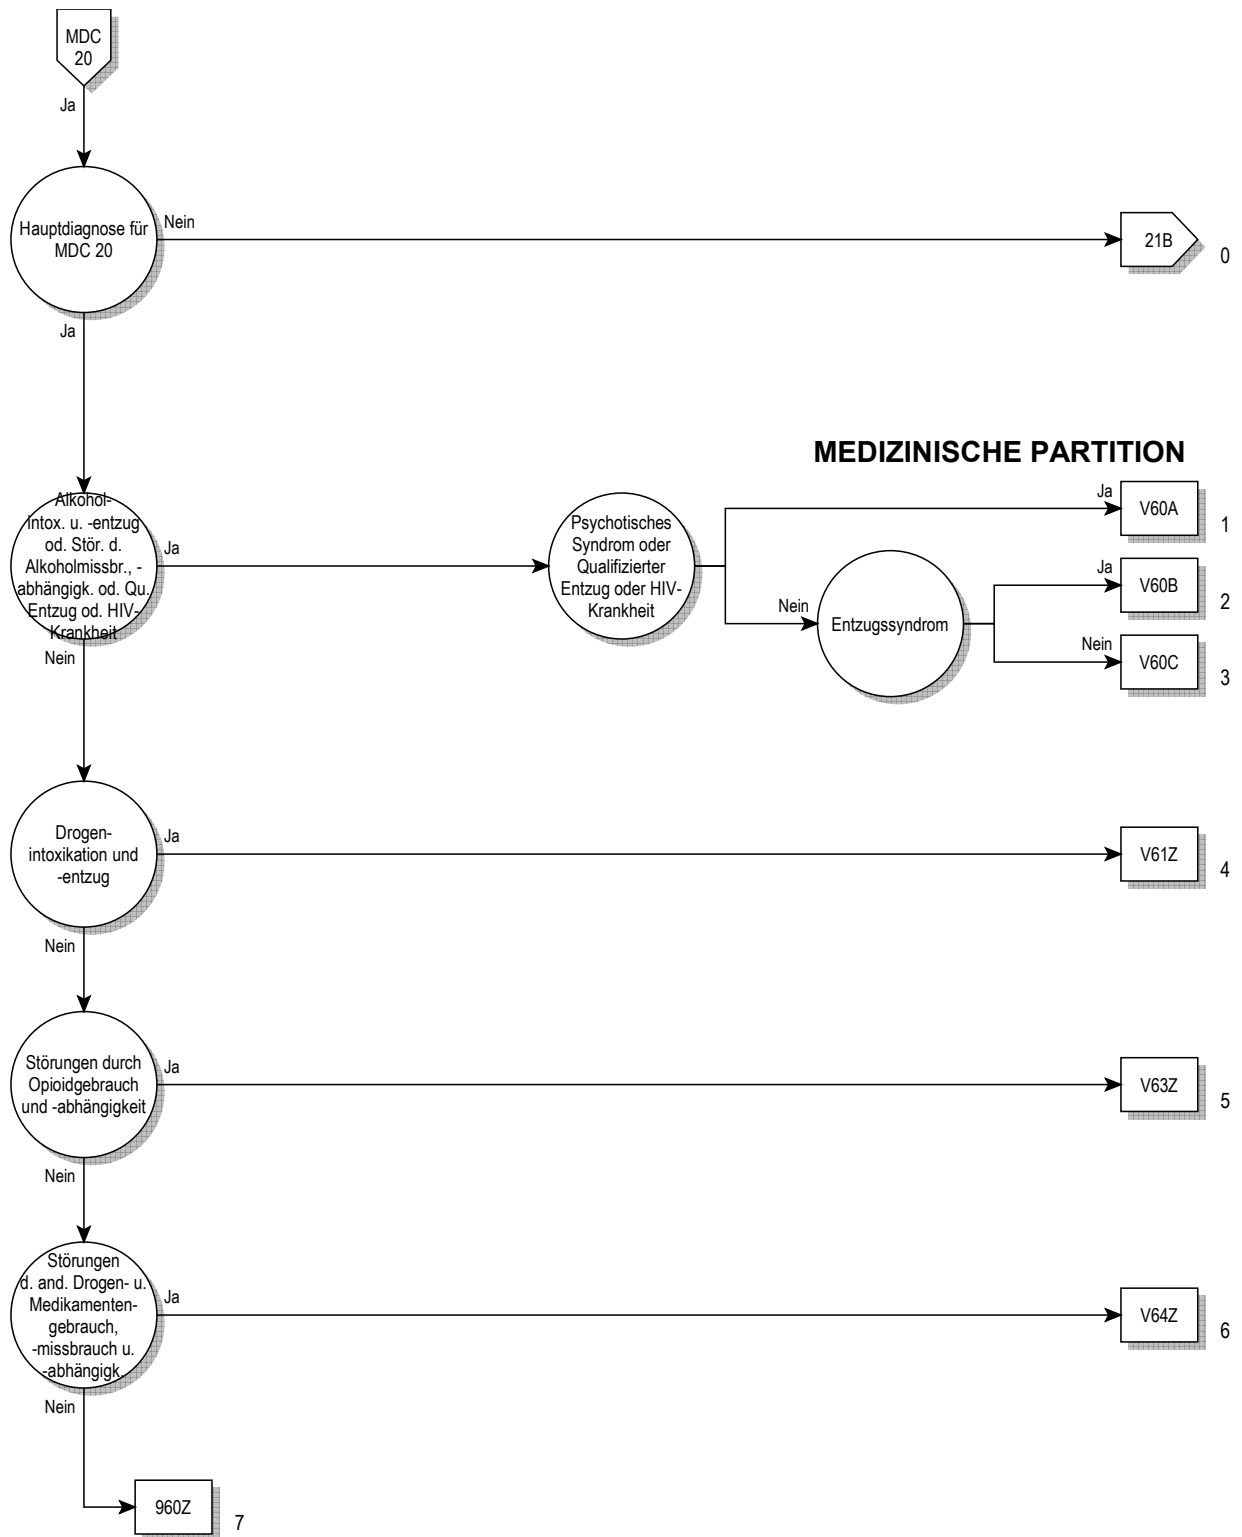 MDC
20
Ja
Hauptdiagnose für
MDC 20
Nein
21B
0
Ja
MEDIZINISCHE PARTITION
Alkohol-
intox. u. -entzug
od. Stör. d.
Alkoholmissbr., -
abhängigk. od. Qu.
Entzug od. HIV-
Krankheit
Ja
Psychotisches
Syndrom oder
Qualifizierter
Entzug oder HIV-
Krankheit
Ja
V60A
1
Nein
Entzugssyndrom
Ja
V60B
2
Nein
V60C
3
Nein
Drogen-
intoxikation und
-entzug
Ja
V61Z
4
Nein
Störungen durch
Opioidgebrauch
und -abhängigkeit
Ja
V63Z
5
Nein
Störungen
d. and. Drogen- u.
Medikamenten-
gebrauch,
-missbrauch u.
-abhängigk.
Ja
V64Z
6
Nein
960Z
7